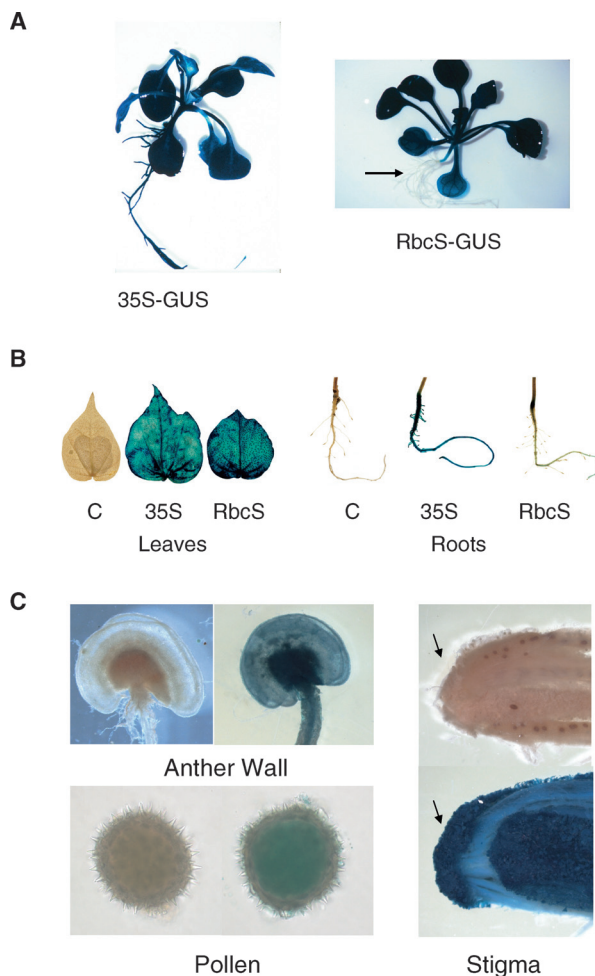 A
35S-GUS
RbcS-GUS
B
C 35S RbcS
Leaves
C 35S RbcS
Roots
C
Anther Wall
Pollen
Stigma